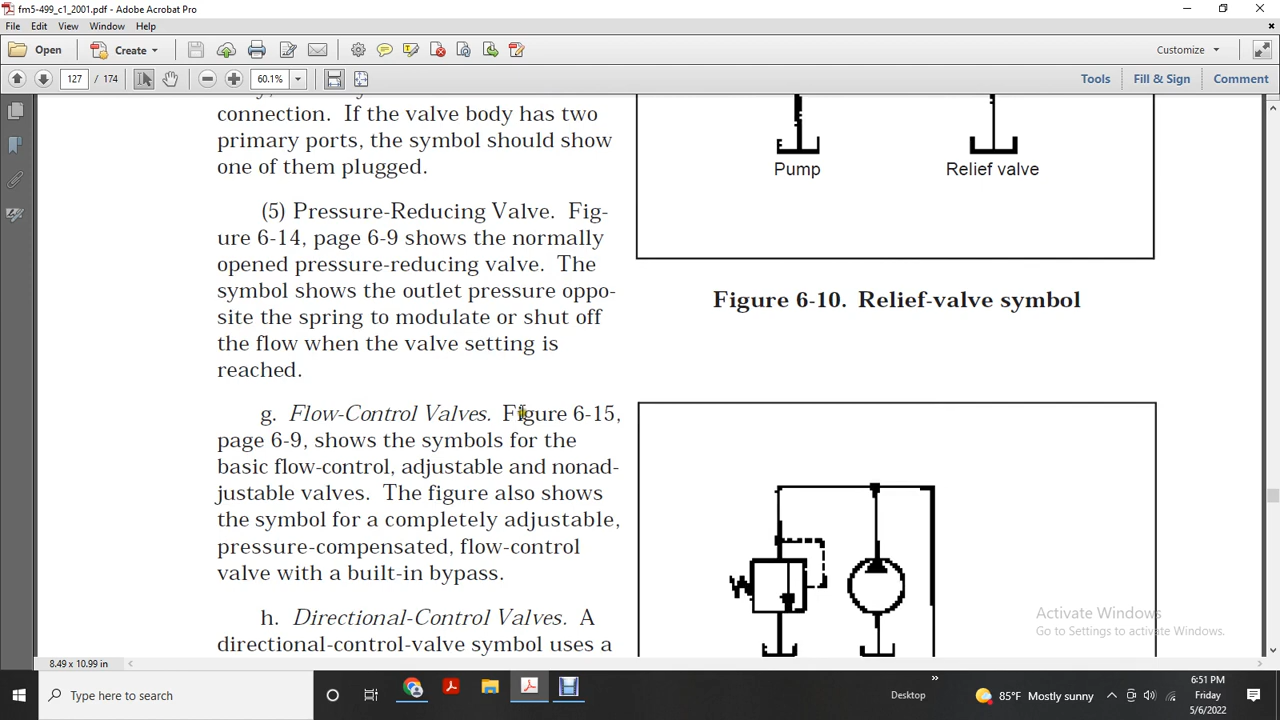 fm5-499_c1_2001.pdf - Adobe Acrobat Pro
File Edit View Window Help
Open Create Customize
127 / 174 60.1% Tools Fill & Sign Comment
connection. If the valve body has two
primary ports, the symbol should show
one of them plugged.
(5) Pressure-Reducing Valve. Fig-
ure 6-14, page 6-9 shows the normally
opened pressure-reducing valve. The
symbol shows the outlet pressure oppo-
site the spring to modulate or shut off
the flow when the valve setting is
reached.
g. Flow-Control Valves. Figure 6-15,
page 6-9, shows the symbols for the
basic flow-control, adjustable and nonad-
justable valves. The figure also shows
the symbol for a completely adjustable,
pressure-compensated, flow-control
valve with a built-in bypass.
h. Directional-Control Valves. A
directional-control-valve symbol uses a
Pump Relief valve
Figure 6-10. Relief-valve symbol
Activate Windows
Go to Settings to activate Windows.
8.49 x 10.99 in
Type here to search
Desktop
85°F Mostly sunny
6:51 PM
Friday
5/6/2022